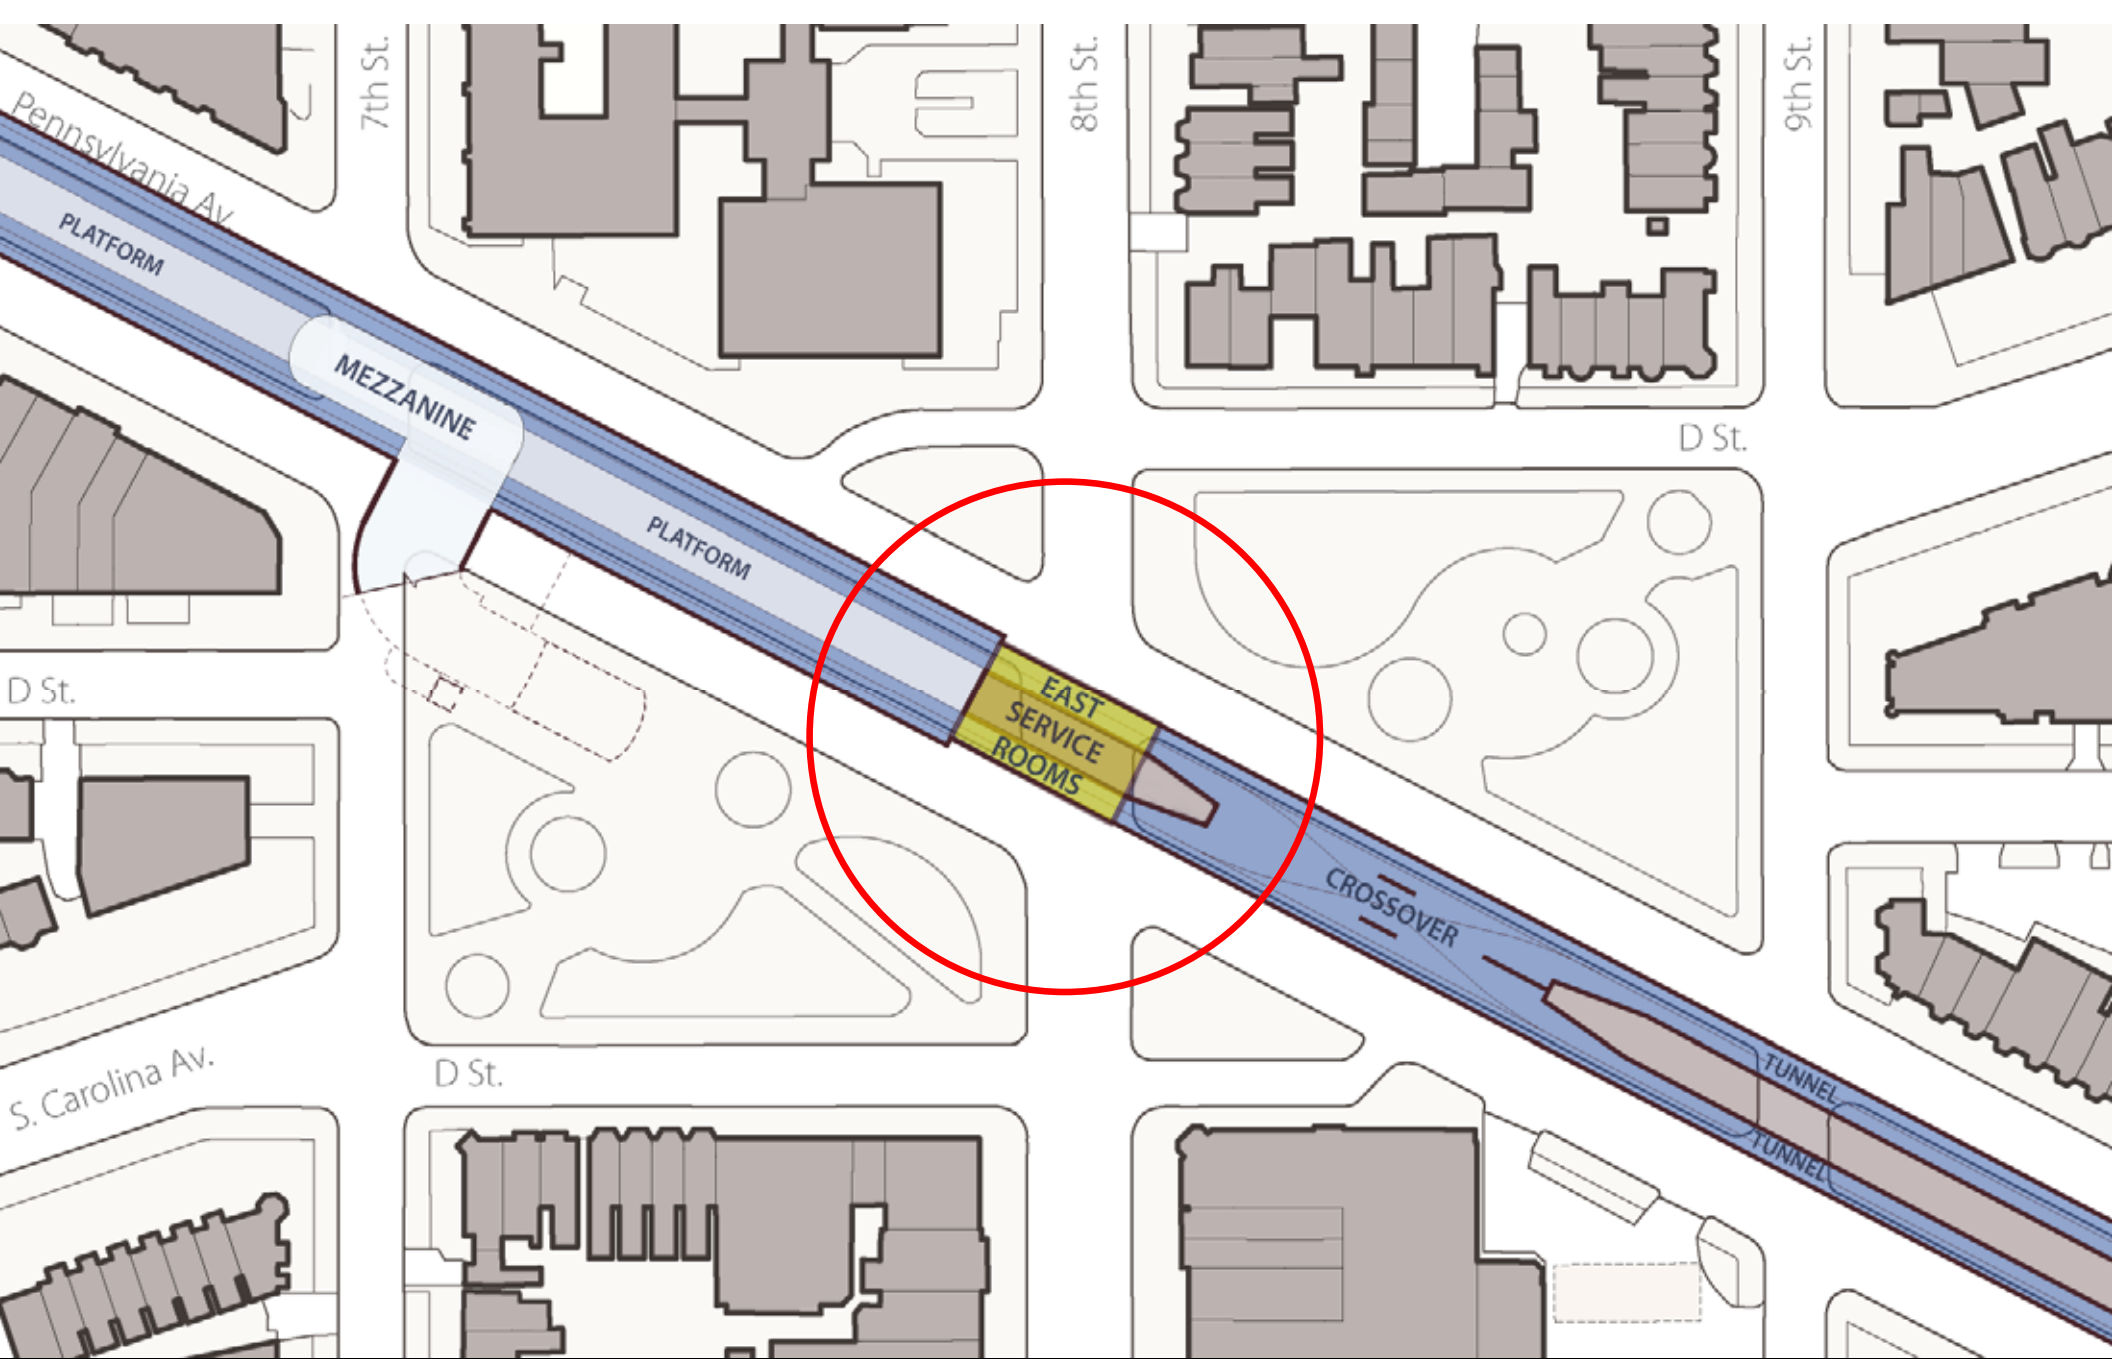 7th St.
8th St.
9th St.
Pennsylvania Av.
PLATFORM
MEZZANINE
D St.
PLATFORM
D St.
EAST
SERVICE
ROOMS
CROSSOVER
S. Carolina Av.
D St.
TUNNEL
TUNNEL